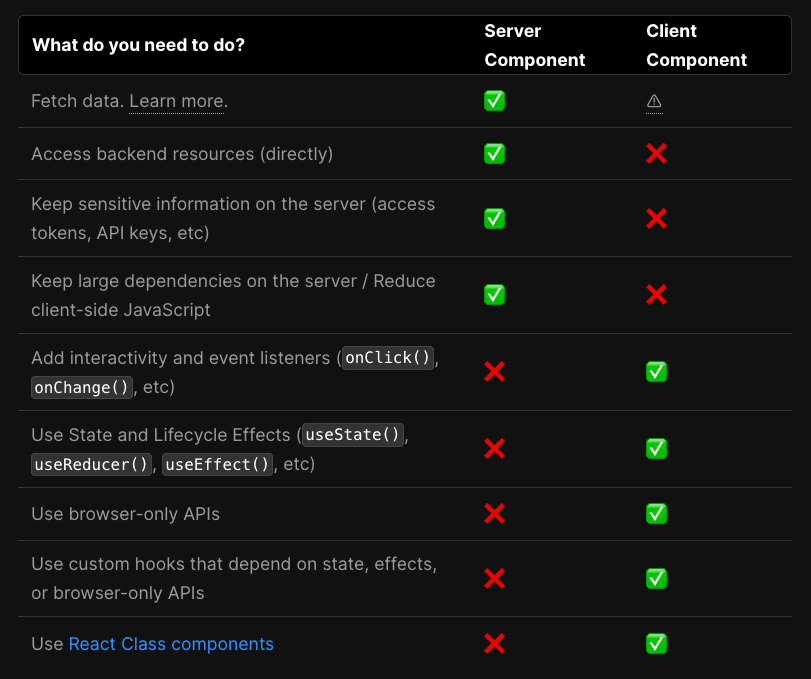 What do you need to do?
Server
Component
Client
Component
Fetch data. Learn more.
✅
⚠
Access backend resources (directly)
✅
❌
Keep sensitive information on the server (access
tokens, API keys, etc)
✅
❌
Keep large dependencies on the server / Reduce
client-side JavaScript
✅
❌
Add interactivity and event listeners (onClick(),
onChange(), etc)
❌
✅
Use State and Lifecycle Effects (useState(),
useReducer(), useEffect(), etc)
❌
✅
Use browser-only APIs
❌
✅
Use custom hooks that depend on state, effects,
or browser-only APIs
❌
✅
Use React Class components
❌
✅